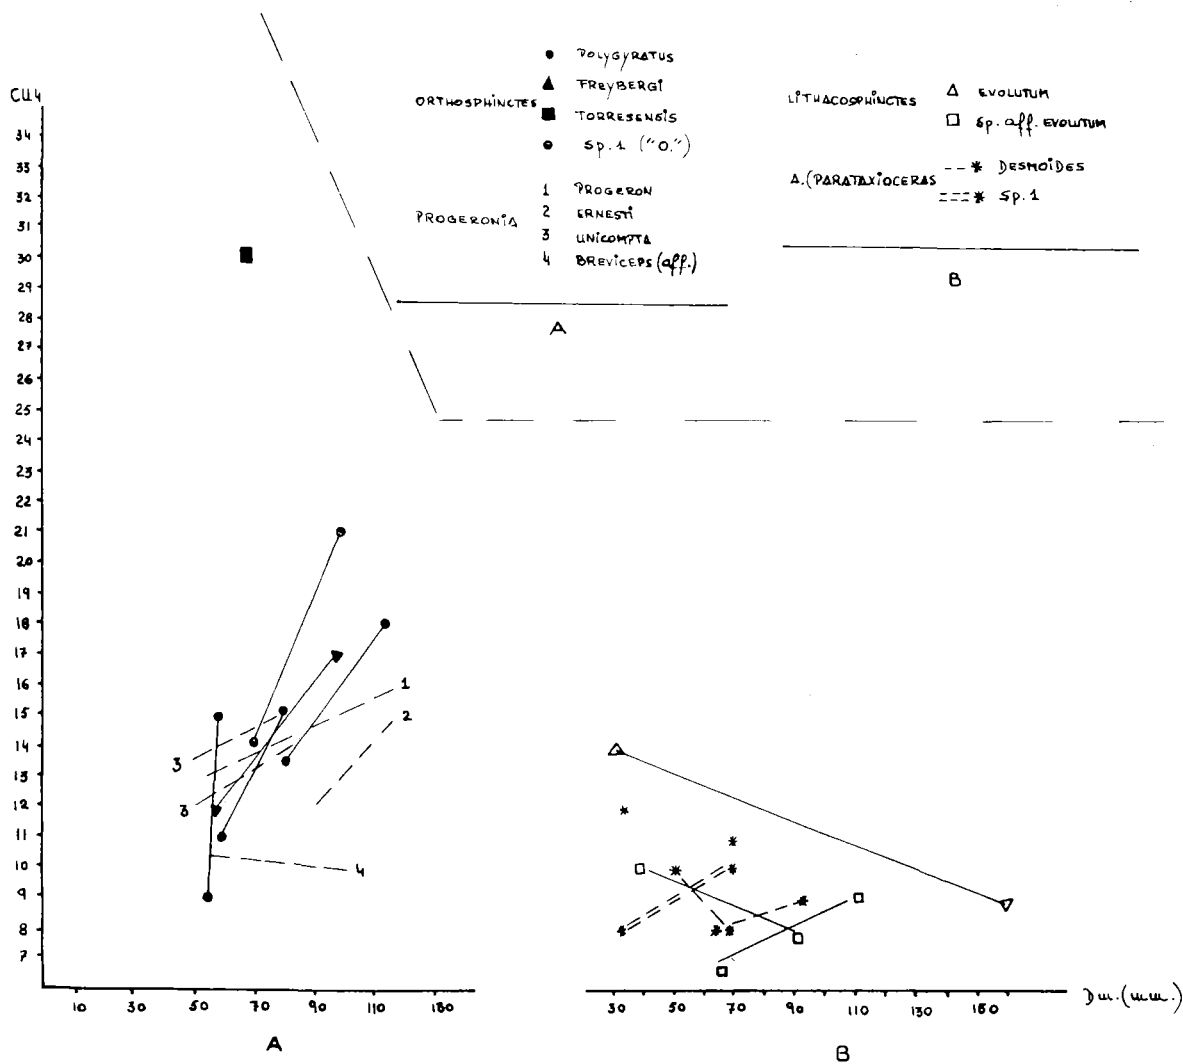 CU4
34
33
32
31
30
29
28
27
26
25
24
23
22
21
20
19
18
17
16
15
14
13
12
11
10
9
8
7
ORTHOSPHINCTES
POLYGYRATUS
FREYBERGI
TORRESENSIS
Sp.1 ("O.")
PROGERONIA
1 PROGERON
2 ERNESTI
3 UNICOMPTA
4 BREVICEPS (aff.)
A
LITHACOSPHINCTES
EVOLUTUM
Sp. aff. EVOLUTUM
A.(PARATAXIOCERAS
DESMOIDES
Sp.1
B
1
2
3
3
4
10 30 50 70 90 110 130
A
30 50 70 90 110 130 150 Dm.(mm.)
B